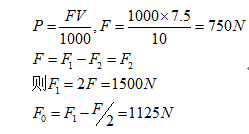 P = FV/1000, F = 1000×7.5/10 = 750N
F = F₁ − F₂ = F₂
则F₁ = 2F = 1500N
F₀ = F₁ − F/2 = 1125N